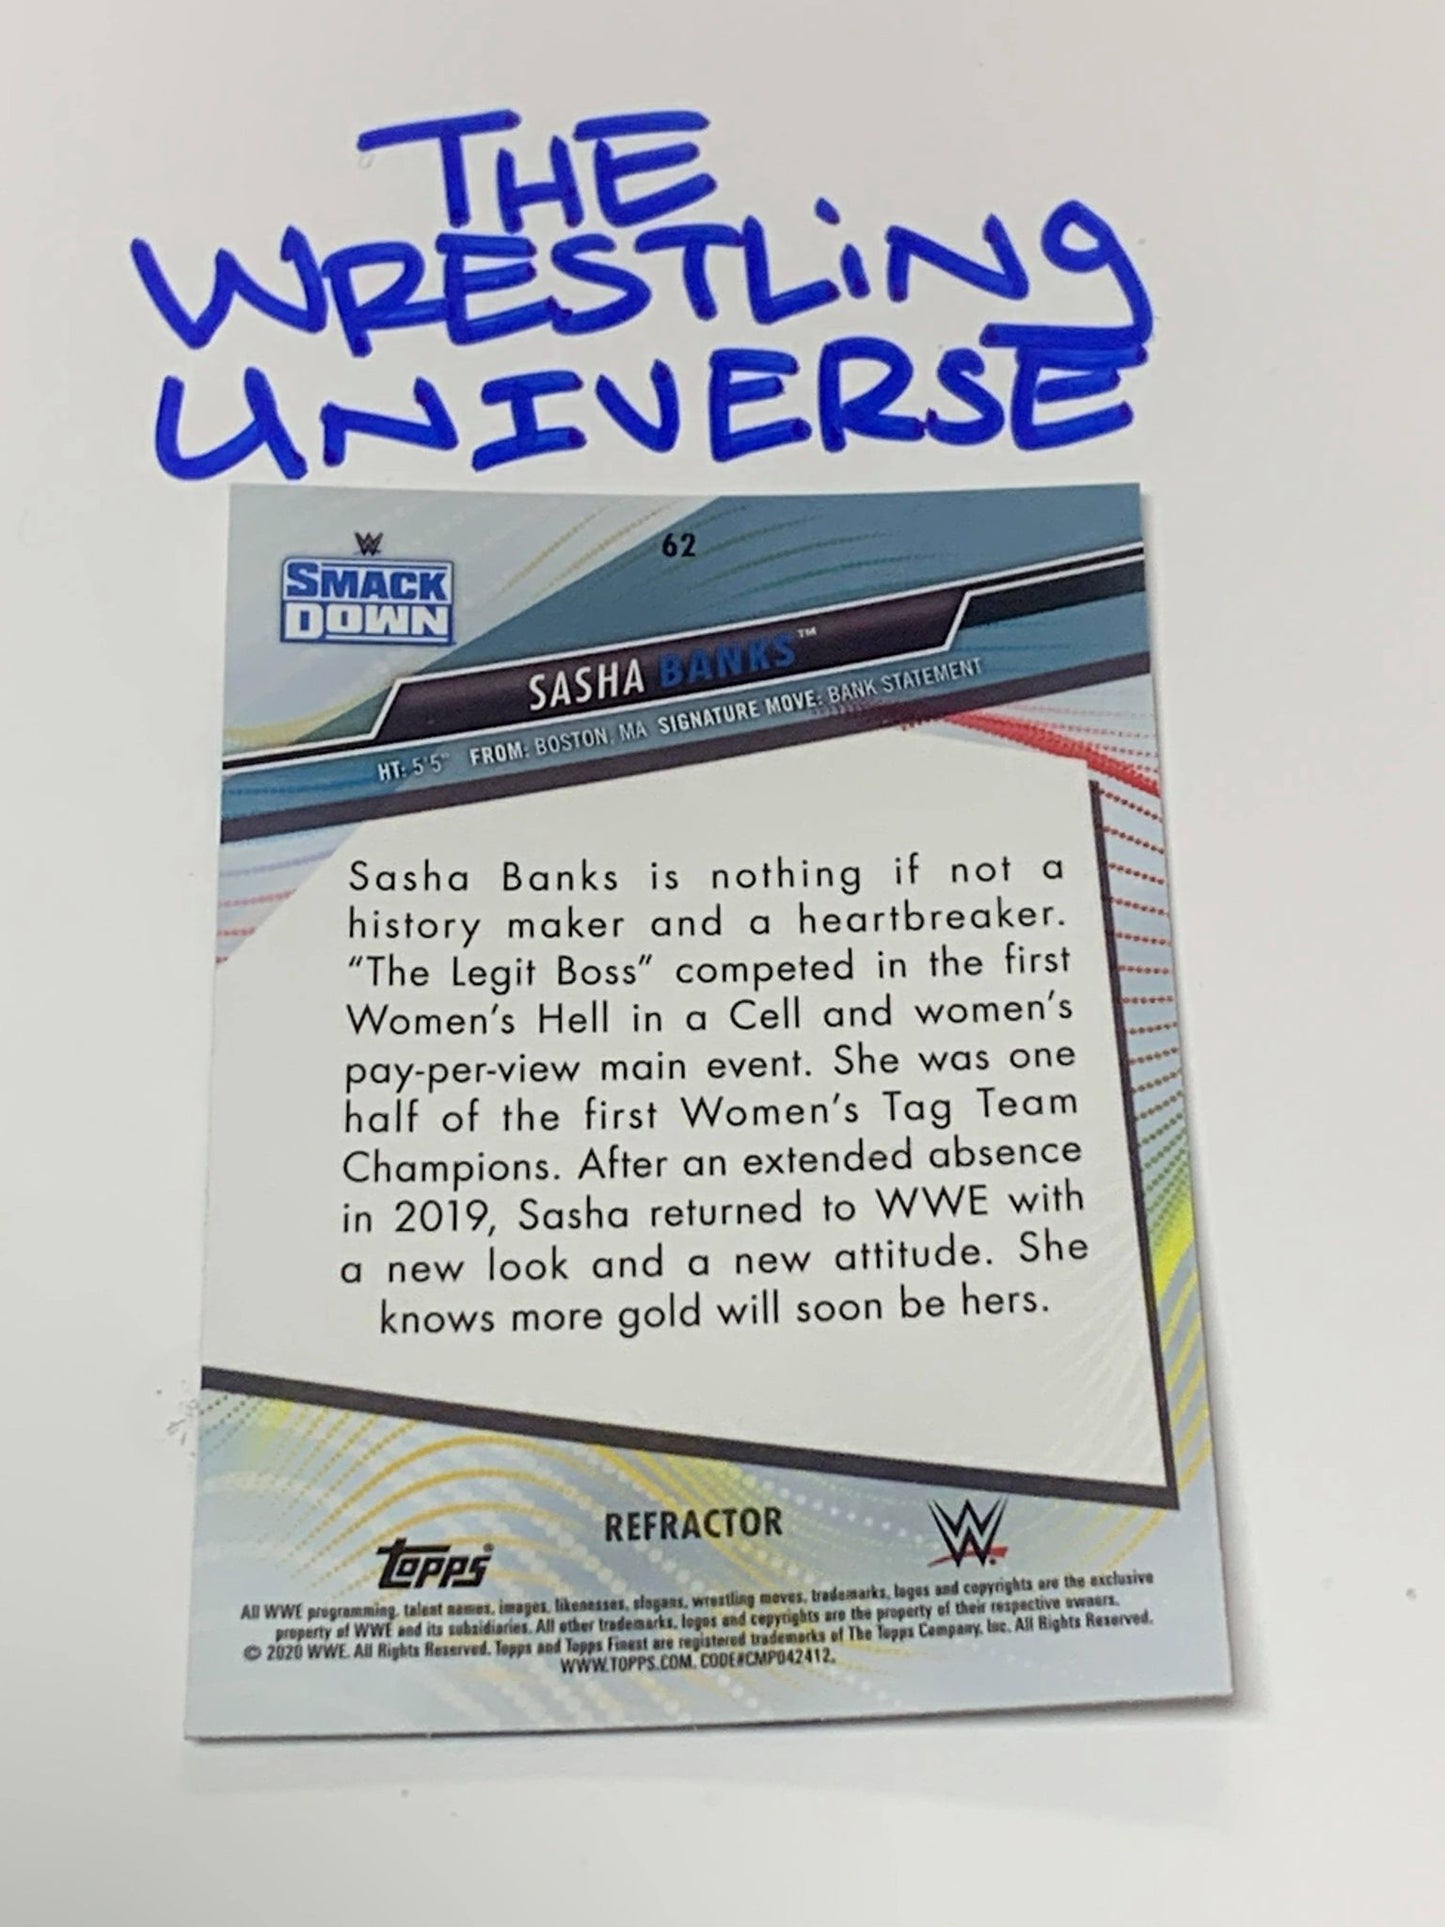 THE
WRESTLiNg
UNIVERSE
W
SMACK
DOWN
62
SASHA BANKS™
HT: 5'5" FROM: BOSTON, MA SIGNATURE MOVE: BANK STATEMENT
Sasha Banks is nothing if not a
history maker and a heartbreaker.
“The Legit Boss” competed in the first
Women's Hell in a Cell and women's
pay-per-view main event. She was one
half of the first Women's Tag Team
Champions. After an extended absence
in 2019, Sasha returned to WWE with
a new look and a new attitude. She
knows more gold will soon be hers.
REFRACTOR
Topps®
W
All WWE programming, talent names, images, likenesses, slogans, wrestling moves, trademarks, logos and copyrights are the exclusive
property of WWE and its subsidiaries. All other trademarks, logos and copyrights are the property of their respective owners.
© 2020 WWE. All Rights Reserved. Topps and Topps Finest are registered trademarks of The Topps Company, Inc. All Rights Reserved.
WWW.TOPPS.COM. CODE#CMP042412.